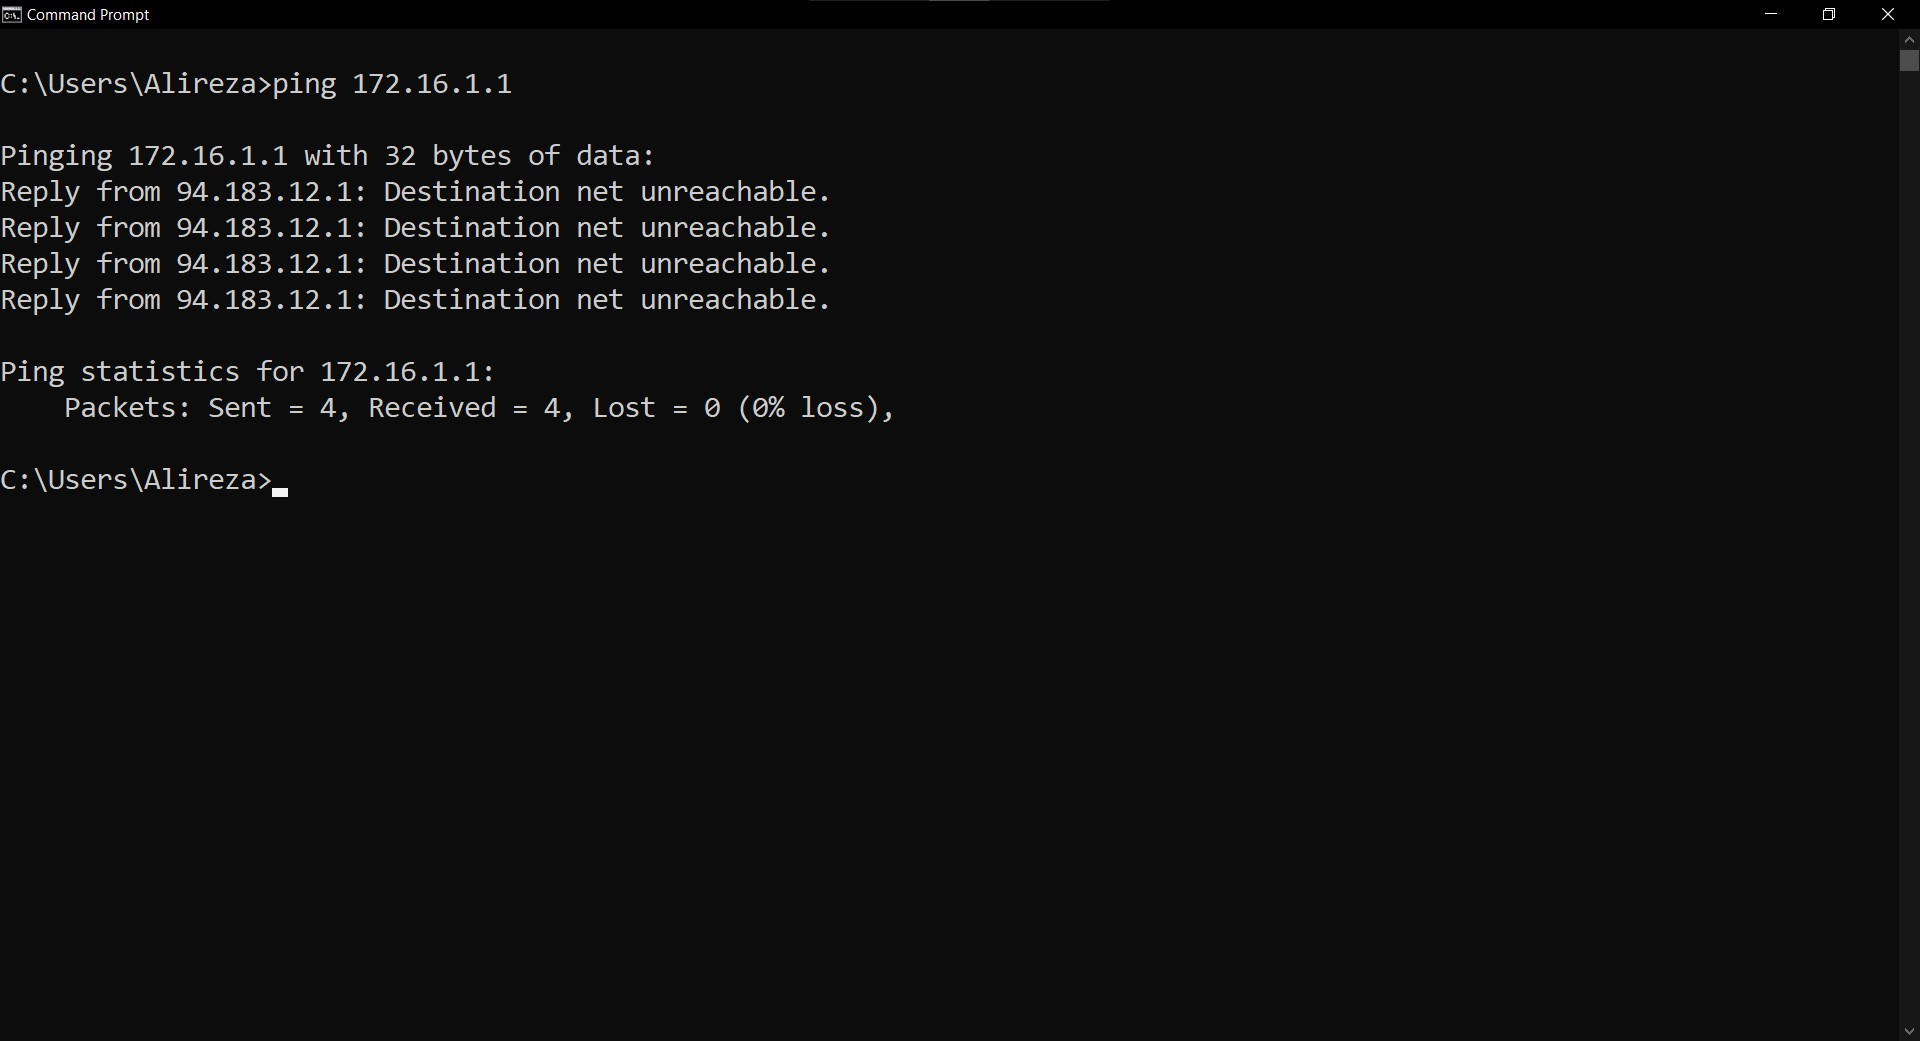 Command Prompt
C:\Users\Alireza>ping 172.16.1.1
Pinging 172.16.1.1 with 32 bytes of data:
Reply from 94.183.12.1: Destination net unreachable.
Reply from 94.183.12.1: Destination net unreachable.
Reply from 94.183.12.1: Destination net unreachable.
Reply from 94.183.12.1: Destination net unreachable.
Ping statistics for 172.16.1.1:
    Packets: Sent = 4, Received = 4, Lost = 0 (0% loss),
C:\Users\Alireza>